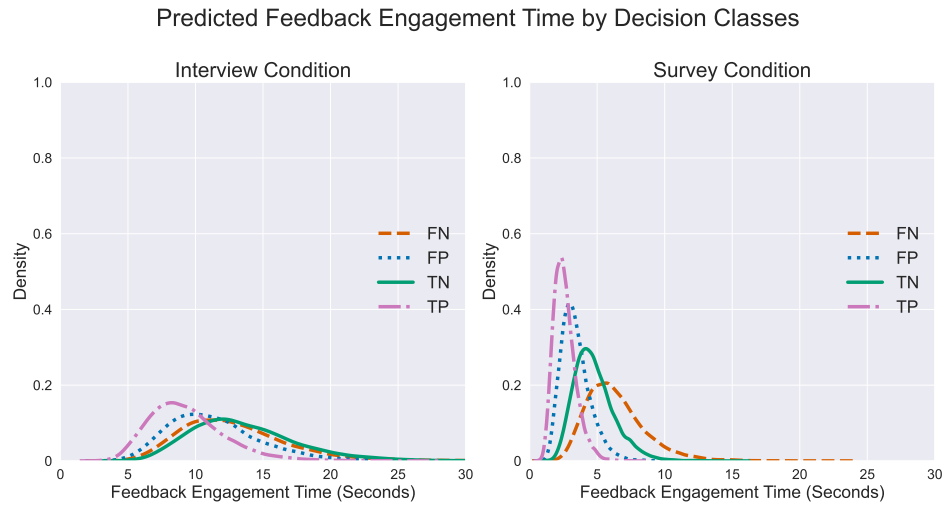 Predicted Feedback Engagement Time by Decision Classes
Interview Condition
1.0
0.8
0.6
0.4
0.2
0
Density
FN
FP
TN
TP
0 5 10 15 20 25 30
Feedback Engagement Time (Seconds)
Survey Condition
1.0
0.8
0.6
0.4
0.2
0
Density
FN
FP
TN
TP
0 5 10 15 20 25 30
Feedback Engagement Time (Seconds)